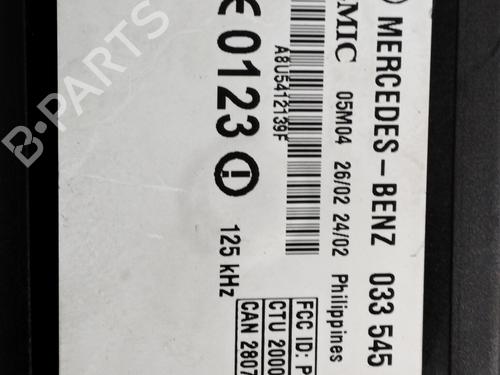 MERCEDES-BENZ 033 545
MIC 05M04 26/02 24/02 Philippines
A8U5412139F
CE 0123
125 kHz
FCC ID: P
CTU 2000
CAN 2807
B-PARTS